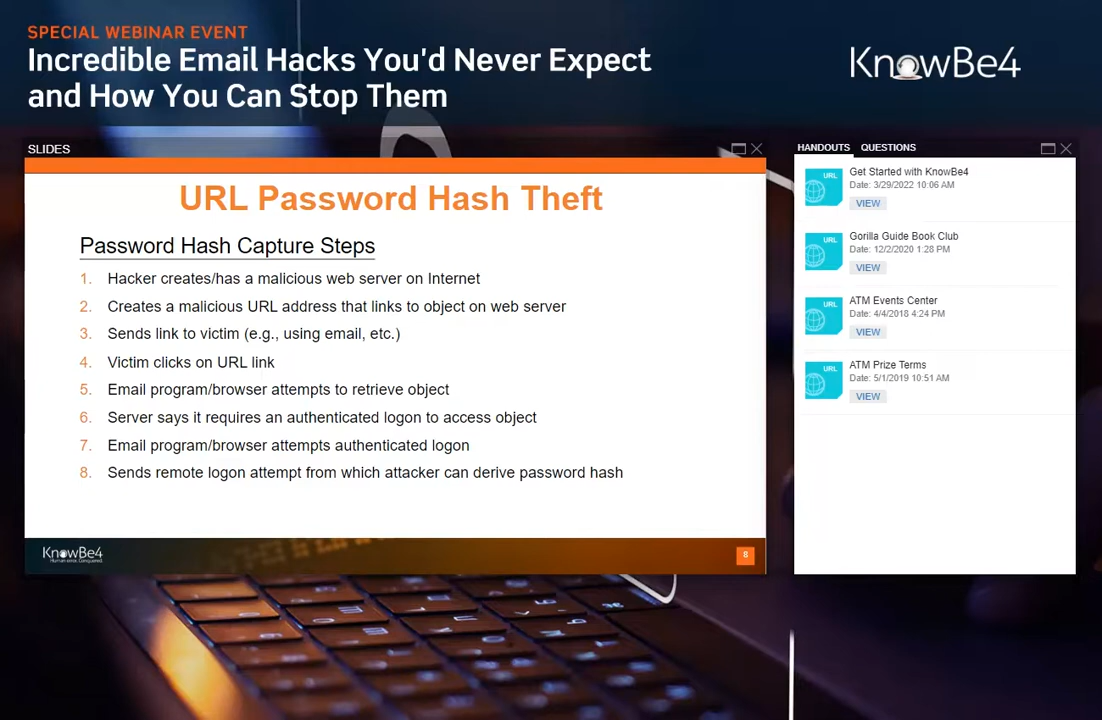 SPECIAL WEBINAR EVENT
Incredible Email Hacks You'd Never Expect
and How You Can Stop Them
KnowBe4
SLIDES
URL Password Hash Theft
Password Hash Capture Steps
1. Hacker creates/has a malicious web server on Internet
2. Creates a malicious URL address that links to object on web server
3. Sends link to victim (e.g., using email, etc.)
4. Victim clicks on URL link
5. Email program/browser attempts to retrieve object
6. Server says it requires an authenticated logon to access object
7. Email program/browser attempts authenticated logon
8. Sends remote logon attempt from which attacker can derive password hash
KnowBe4
Human error. Conquered.
8
HANDOUTS QUESTIONS
URL
Get Started with KnowBe4
Date: 3/29/2022 10:06 AM
VIEW
URL
Gorilla Guide Book Club
Date: 12/2/2020 1:28 PM
VIEW
URL
ATM Events Center
Date: 4/4/2018 4:24 PM
VIEW
URL
ATM Prize Terms
Date: 5/1/2019 10:51 AM
VIEW